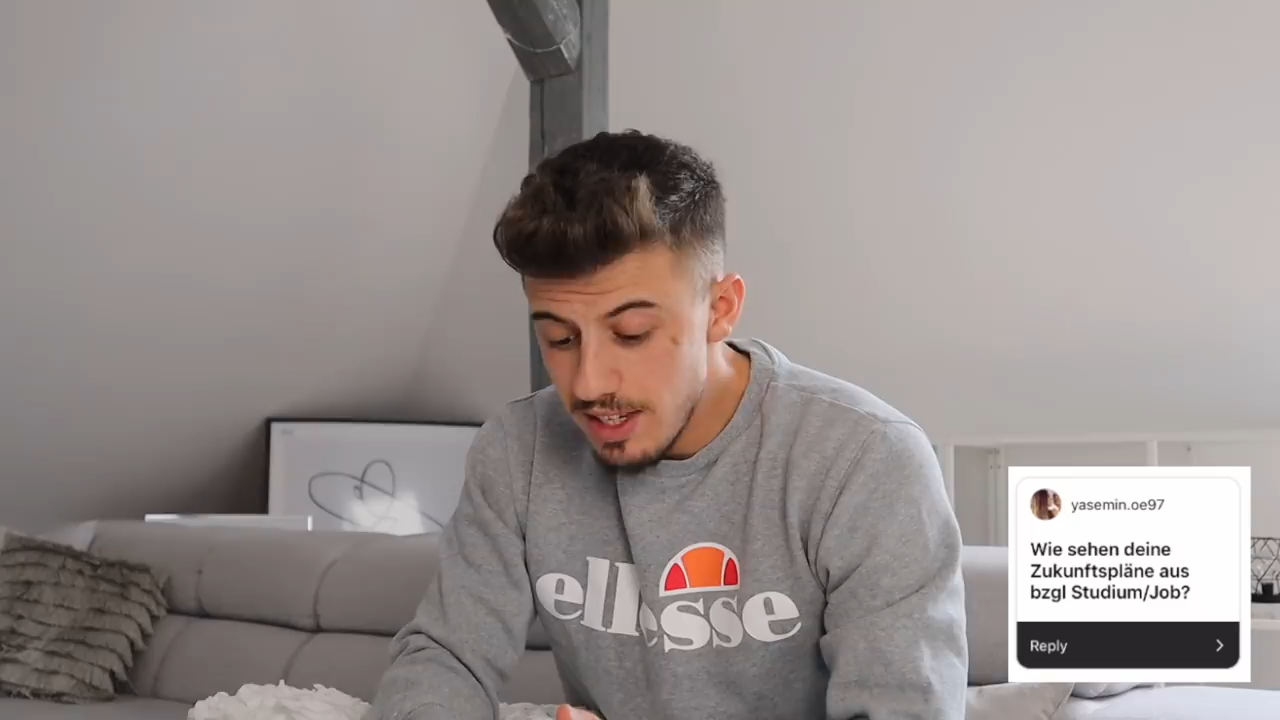 ellesse
yasemin.oe97
Wie sehen deine
Zukunftspläne aus
bzgl Studium/Job?
Reply